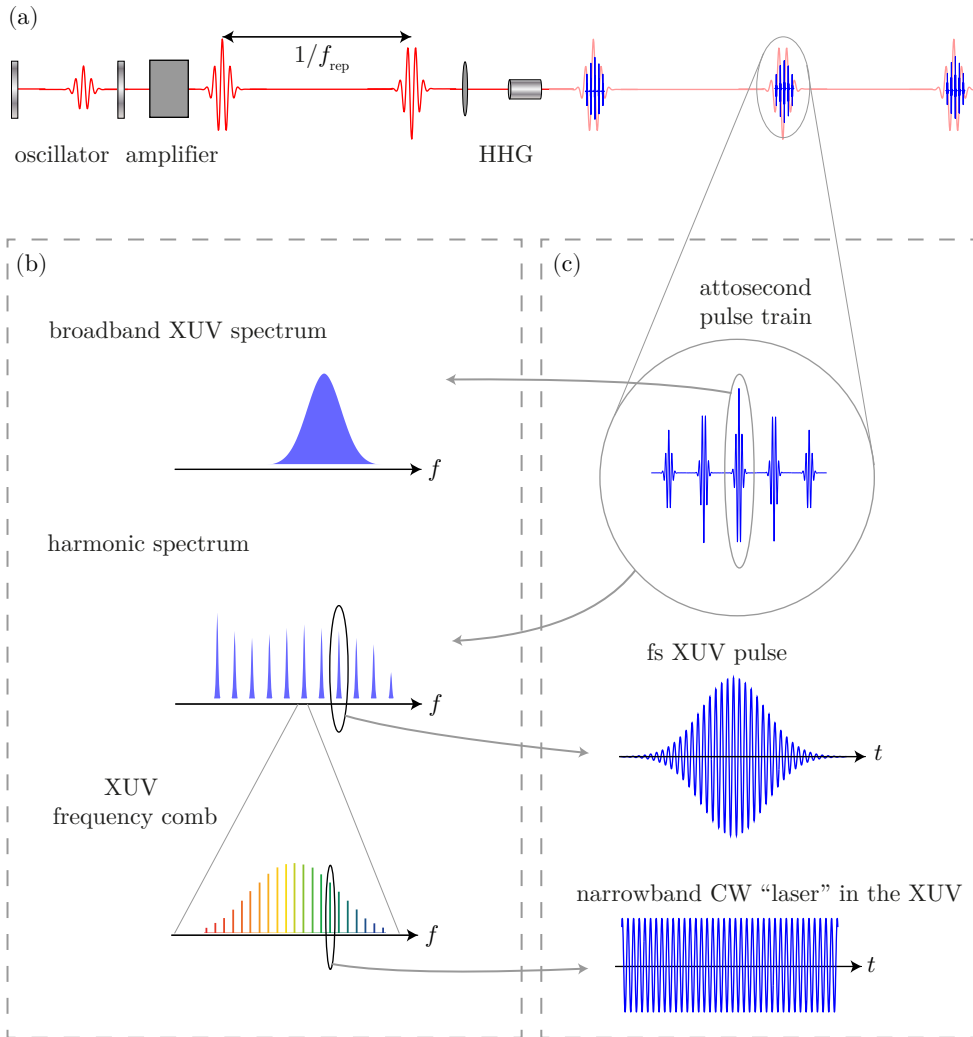 (a)
1/f_rep
oscillator
amplifier
HHG
(b)
broadband XUV spectrum
f
harmonic spectrum
f
XUV
frequency comb
f
(c)
attosecond
pulse train
fs XUV pulse
t
narrowband CW “laser” in the XUV
t